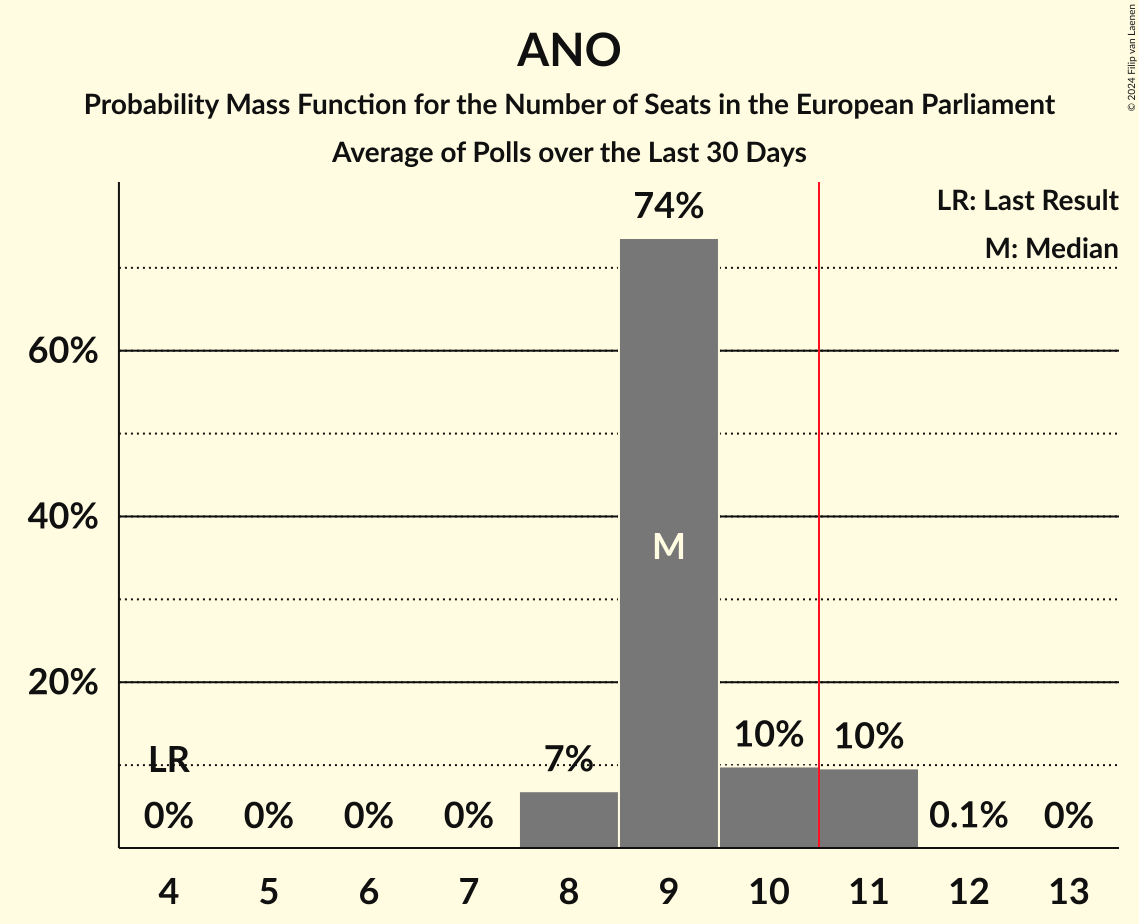 ANO
Probability Mass Function for the Number of Seats in the European Parliament
Average of Polls over the Last 30 Days
© 2024 Filip van Laenen
LR: Last Result
M: Median
74%
60%
40%
M
20%
10%
10%
LR
7%
0%
0%
0%
0%
0.1%
0%
4
5
6
7
8
9
10
11
12
13